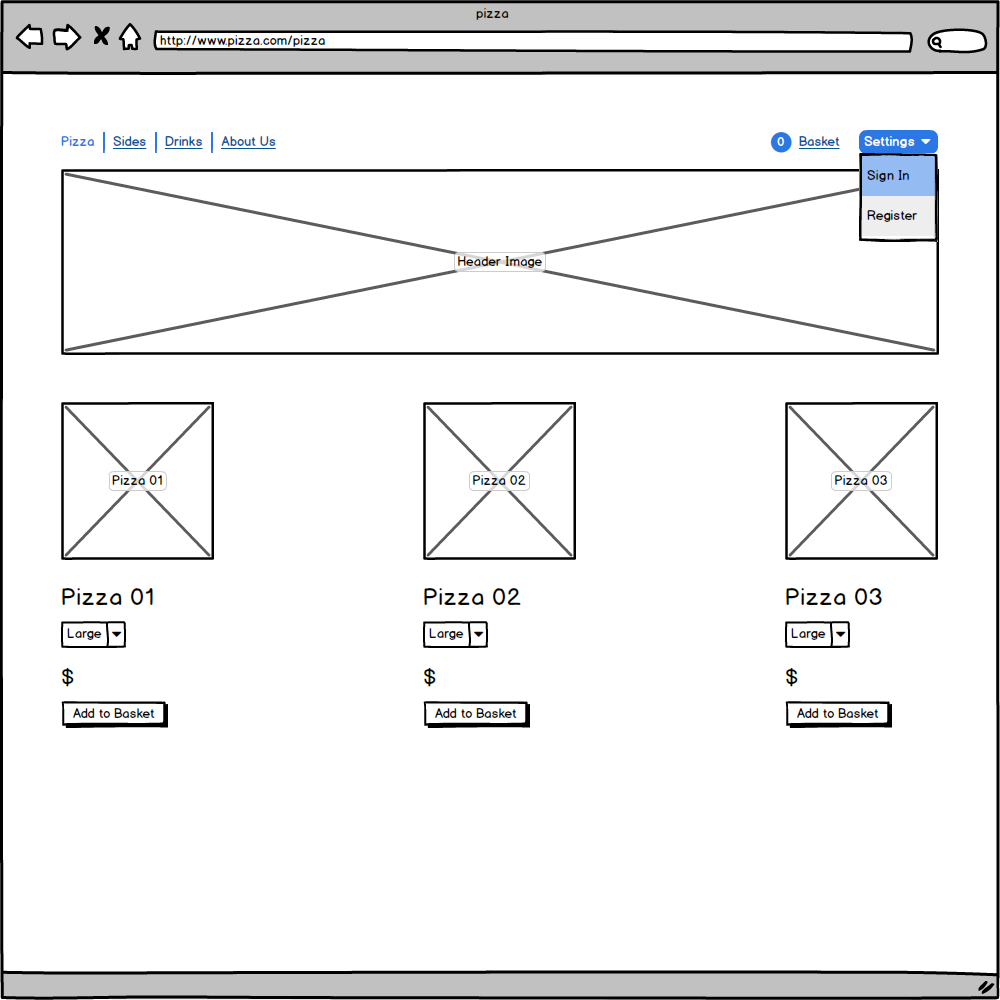 pizza
http://www.pizza.com/pizza
Pizza Sides Drinks About Us 0 Basket Settings
Sign In
Register
Header Image
Pizza 01 Pizza 02 Pizza 03
Pizza 01 Pizza 02 Pizza 03
Large Large Large
$ $ $
Add to Basket Add to Basket Add to Basket